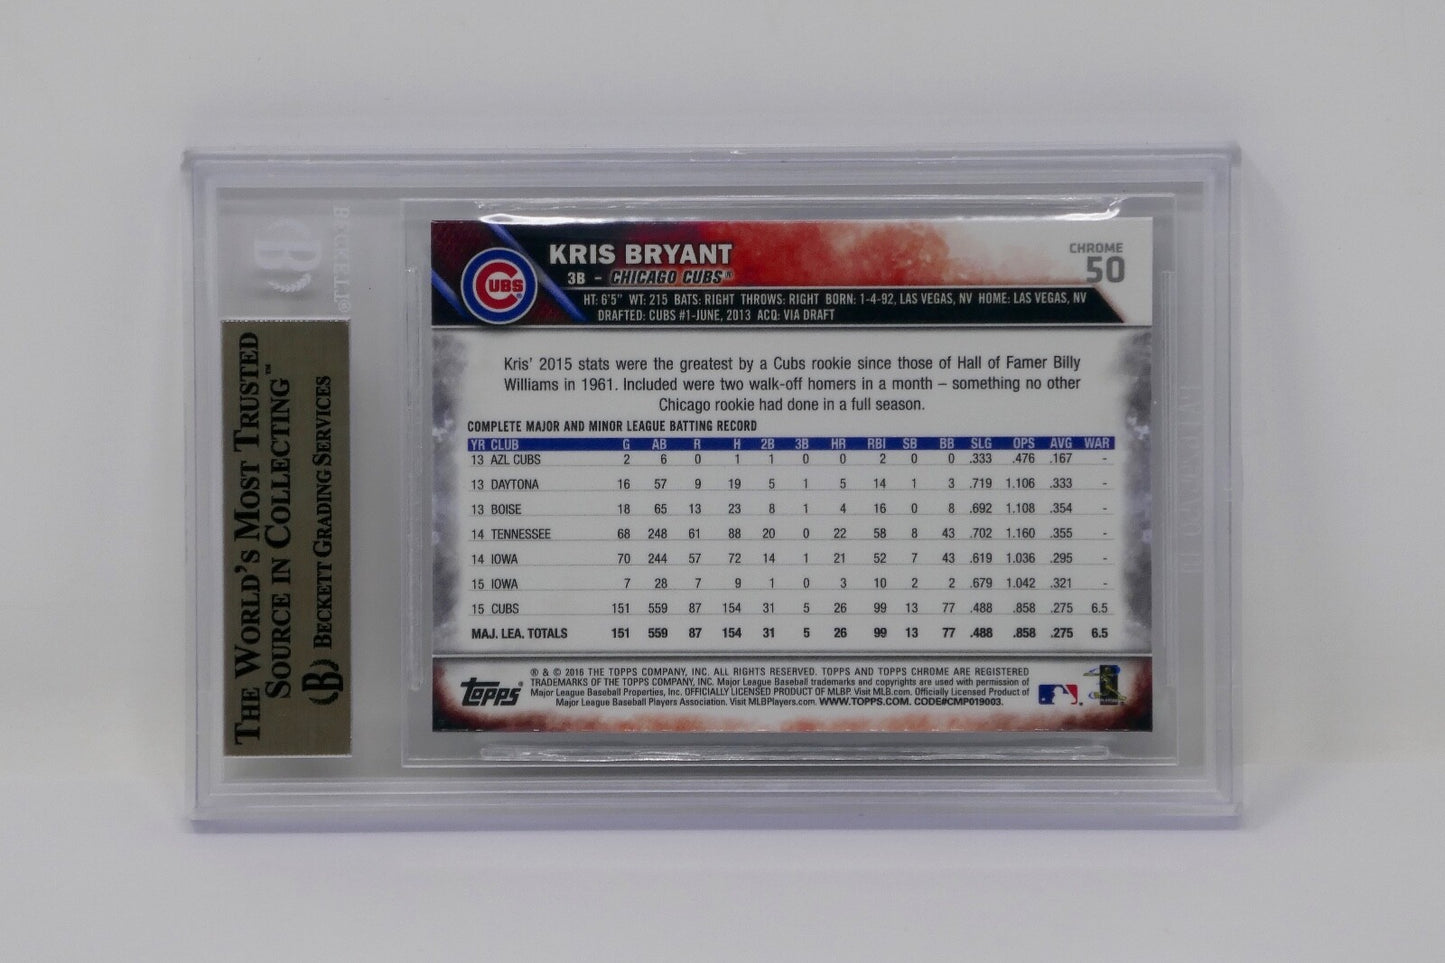 THE WORLD'S MOST TRUSTED
SOURCE IN COLLECTING™
BECKETT GRADING SERVICES
B
BECKETT®
CUBS
KRIS BRYANT
3B - CHICAGO CUBS®
CHROME
50
HT: 6'5" WT: 215 BATS: RIGHT THROWS: RIGHT BORN: 1-4-92, LAS VEGAS, NV HOME: LAS VEGAS, NV
DRAFTED: CUBS #1-JUNE, 2013 ACQ: VIA DRAFT
Kris' 2015 stats were the greatest by a Cubs rookie since those of Hall of Famer Billy
Williams in 1961. Included were two walk-off homers in a month – something no other
Chicago rookie had done in a full season.
COMPLETE MAJOR AND MINOR LEAGUE BATTING RECORD
YR CLUB G AB R H 2B 3B HR RBI SB BB SLG OPS AVG WAR
13 AZL CUBS 2 6 0 1 1 0 0 2 0 0 .333 .476 .167 -
13 DAYTONA 16 57 9 19 5 1 5 14 1 3 .719 1.106 .333 -
13 BOISE 18 65 13 23 8 1 4 16 0 8 .692 1.108 .354 -
14 TENNESSEE 68 248 61 88 20 0 22 58 8 43 .702 1.160 .355 -
14 IOWA 70 244 57 72 14 1 21 52 7 43 .619 1.036 .295 -
15 IOWA 7 28 7 9 1 0 3 10 2 2 .679 1.042 .321 -
15 CUBS 151 559 87 154 31 5 26 99 13 77 .488 .858 .275 6.5
MAJ. LEA. TOTALS 151 559 87 154 31 5 26 99 13 77 .488 .858 .275 6.5
topps®
® & © 2016 THE TOPPS COMPANY, INC. ALL RIGHTS RESERVED. TOPPS AND TOPPS CHROME ARE REGISTERED
TRADEMARKS OF THE TOPPS COMPANY, INC. Major League Baseball trademarks and copyrights are used with permission of
Major League Baseball Properties, Inc. OFFICIALLY LICENSED PRODUCT OF MLBP. Visit MLB.com. Officially Licensed Product of
Major League Baseball Players Association. Visit MLBPlayers.com. WWW.TOPPS.COM. CODE#CMP019003.